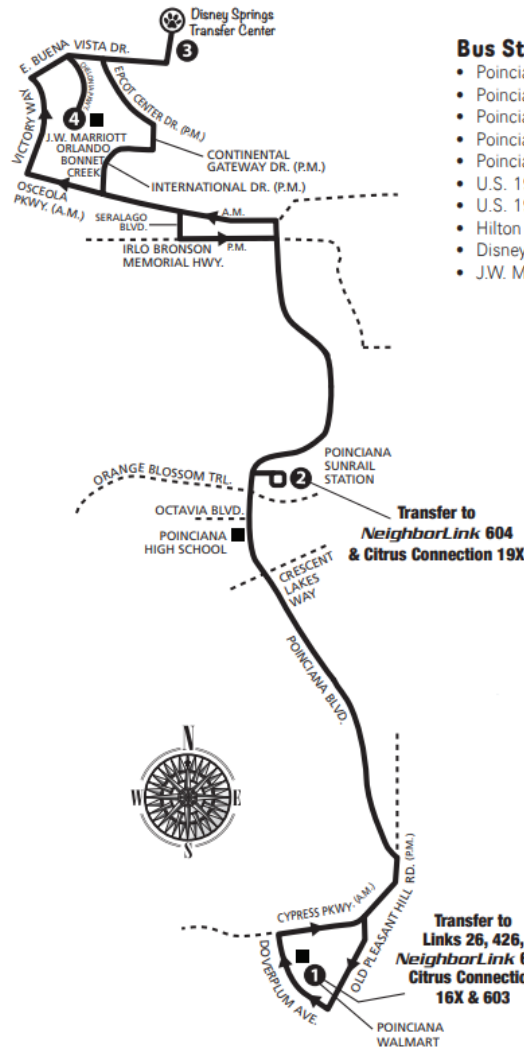 Disney Springs
Transfer Center
3
E. BUENA VISTA DR.
EPCOT CENTER DR. (P.M.)
VICTORY WAY
4
J.W. MARRIOTT
ORLANDO
BONNET
CREEK
CONTINENTAL
GATEWAY DR. (P.M.)
INTERNATIONAL DR. (P.M.)
OSCEOLA
PKWY. (A.M.)
SERALAGO
BLVD.
A.M.
P.M.
IRLO BRONSON
MEMORIAL HWY.
Bus St
• Poincia
• Poincia
• Poincia
• Poincia
• Poincia
• U.S. 19
• U.S. 19
• Hilton
• Disney
• J.W. M
POINCIANA
SUNRAIL
STATION
2
ORANGE BLOSSOM TRL.
OCTAVIA BLVD.
POINCIANA
HIGH SCHOOL
Transfer to
NeighborLink 604
& Citrus Connection 19X
CRESCENT
LAKES
WAY
POINCIANA BLVD.
N
W
E
S
CYPRESS PKWY. (A.M.)
OLD PLEASANT HILL RD. (P.M.)
DOVERPLUM AVE.
1
Transfer to
Links 26, 426,
NeighborLink 6
Citrus Connectio
16X & 603
POINCIANA
WALMART